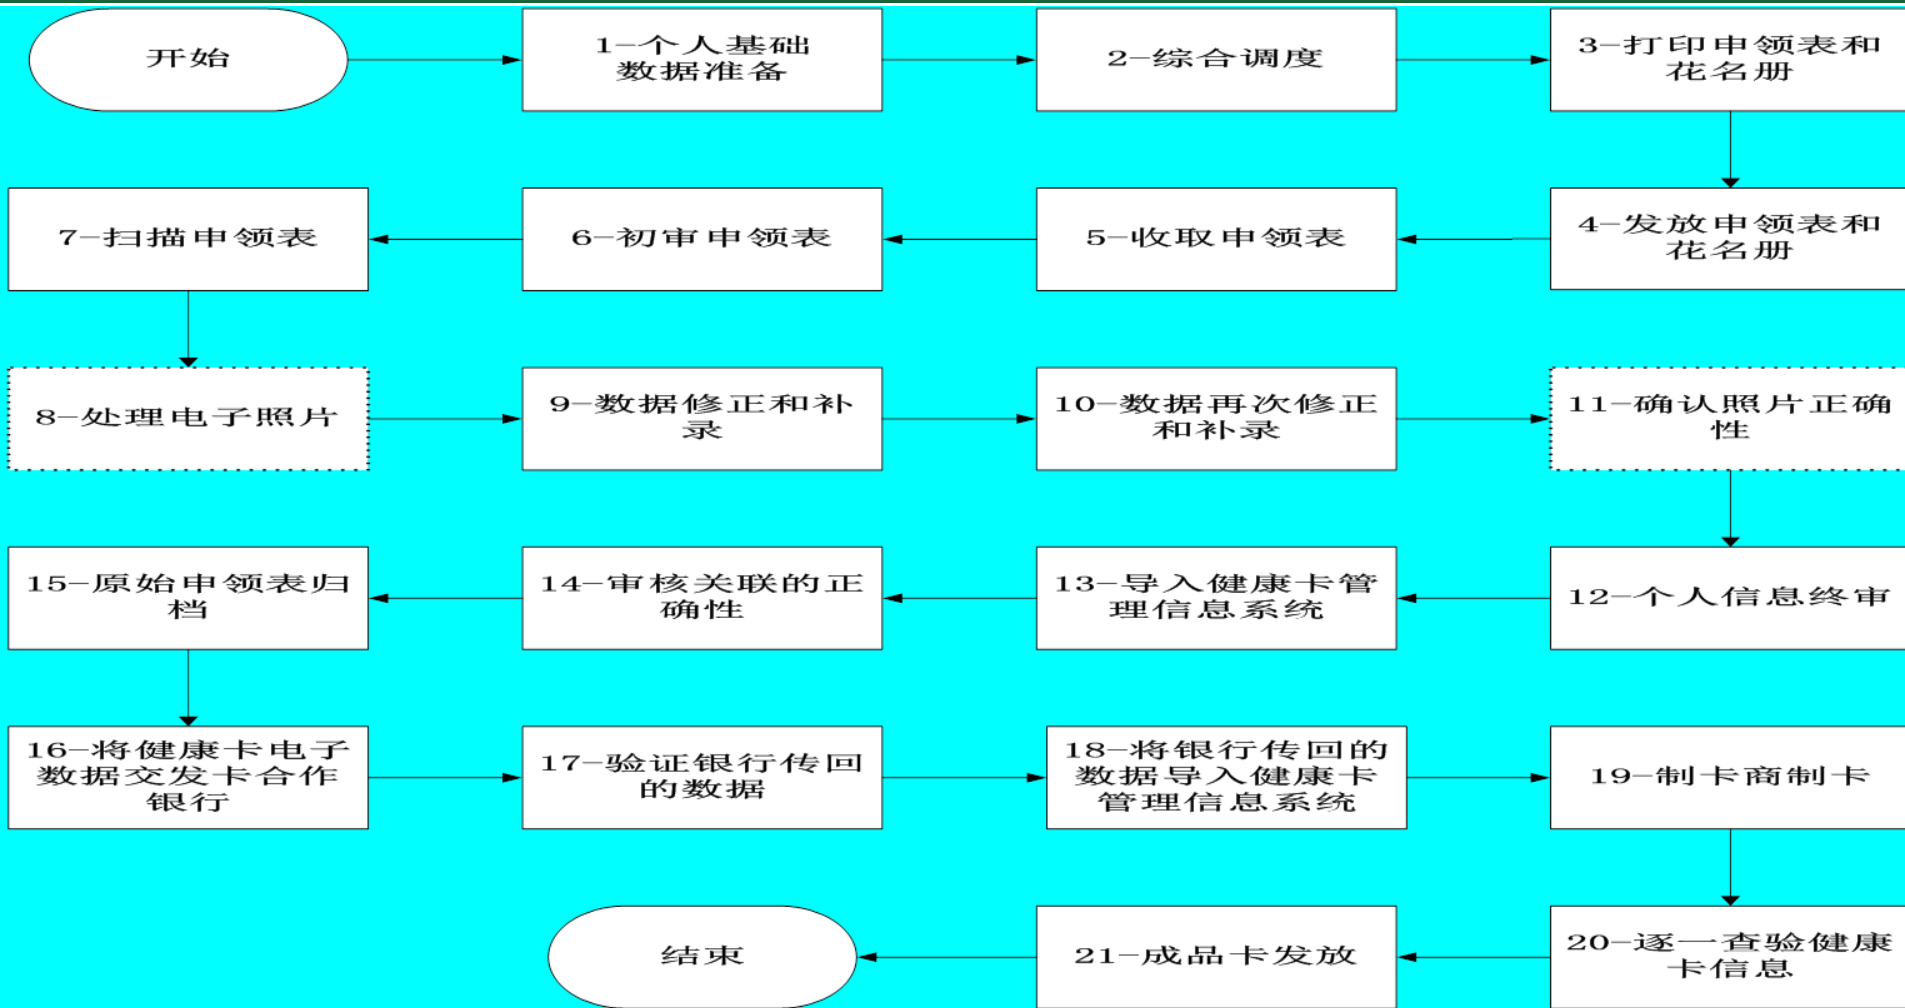 开始
1-个人基础
数据准备
2-综合调度
3-打印申领表和
花名册
7-扫描申领表
6-初审申领表
5-收取申领表
4-发放申领表和
花名册
8-处理电子照片
9-数据修正和补
录
10-数据再次修正
和补录
11-确认照片正确
性
15-原始申领表归
档
14-审核关联的正
确性
13-导入健康卡管
理信息系统
12-个人信息终审
16-将健康卡电子
数据交发卡合作
银行
17-验证银行传回
的数据
18-将银行传回的
数据导入健康卡
管理信息系统
19-制卡商制卡
结束
21-成品卡发放
20-逐一查验健康
卡信息